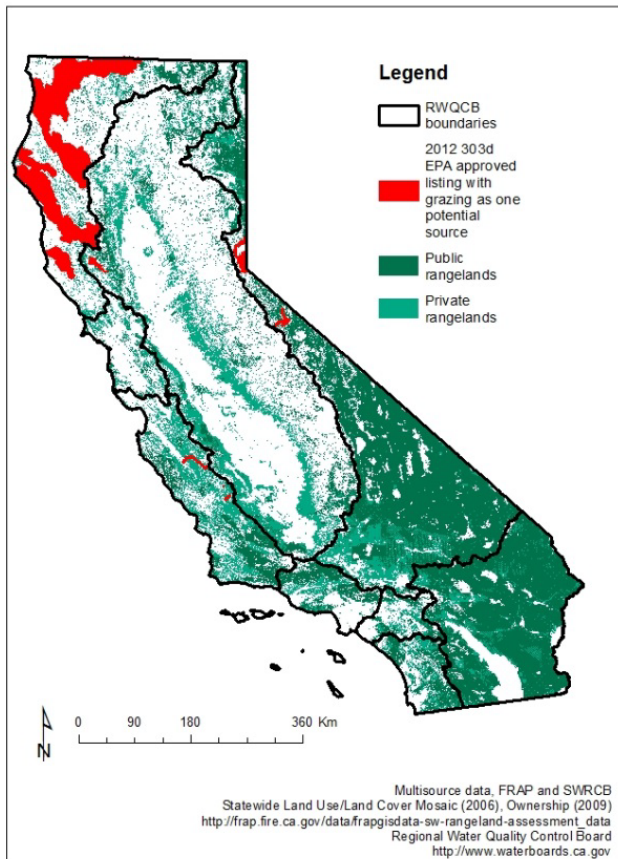 Legend
RWQCB
boundaries
2012 303d
EPA approved
listing with
grazing as one
potential
source
Public
rangelands
Private
rangelands
0 90 180 360 Km
N
Multisource data, FRAP and SWRCB
Statewide Land Use/Land Cover Mosaic (2006), Ownership (2009)
http://frap.fire.ca.gov/data/frapgisdata-sw-rangeland-assessment_data
Regional Water Quality Control Board
http://www.waterboards.ca.gov